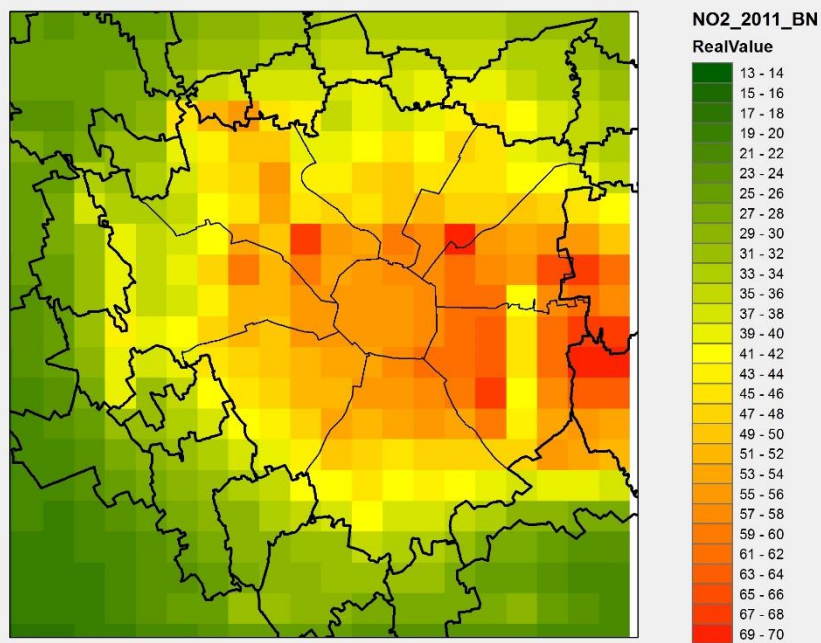 NO2_2011_BN
RealValue
13 - 14
15 - 16
17 - 18
19 - 20
21 - 22
23 - 24
25 - 26
27 - 28
29 - 30
31 - 32
33 - 34
35 - 36
37 - 38
39 - 40
41 - 42
43 - 44
45 - 46
47 - 48
49 - 50
51 - 52
53 - 54
55 - 56
57 - 58
59 - 60
61 - 62
63 - 64
65 - 66
67 - 68
69 - 70